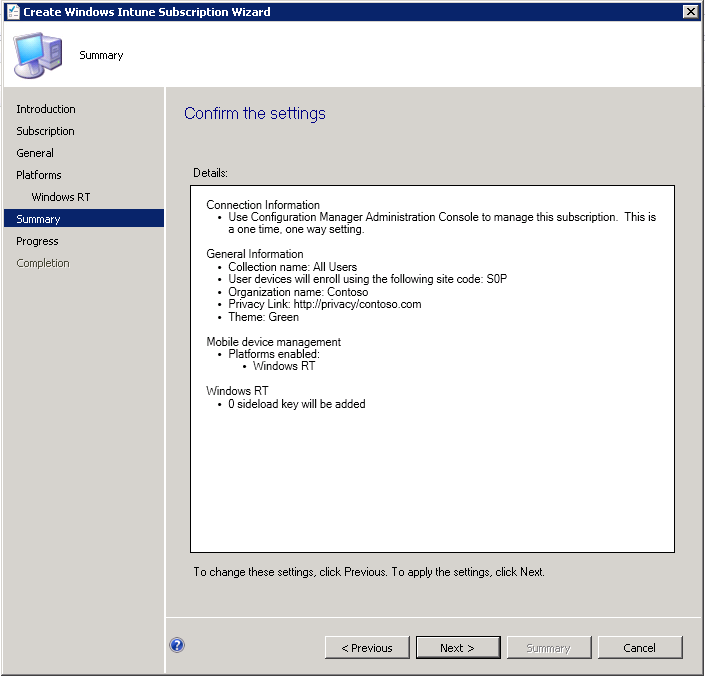 Create Windows Intune Subscription Wizard
Summary
Introduction
Subscription
General
Platforms
Windows RT
Summary
Progress
Completion
Confirm the settings
Details:
Connection Information
• Use Configuration Manager Administration Console to manage this subscription. This is
a one time, one way setting.
General Information
• Collection name: All Users
• User devices will enroll using the following site code: S0P
• Organization name: Contoso
• Privacy Link: http://privacy/contoso.com
• Theme: Green
Mobile device management
• Platforms enabled:
• Windows RT
Windows RT
• 0 sideload key will be added
To change these settings, click Previous. To apply the settings, click Next.
? < Previous Next > Summary Cancel